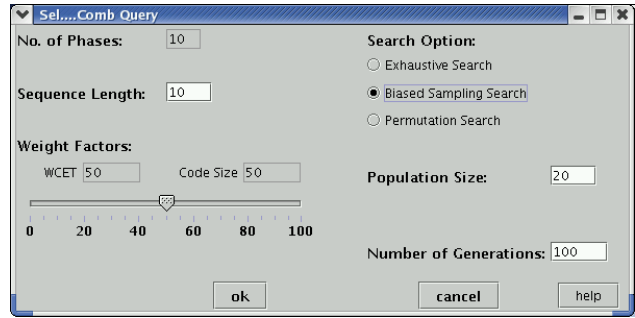 Sel....Comb Query
No. of Phases: 10
Sequence Length: 10
Weight Factors:
WCET 50 Code Size 50
0 20 40 60 80 100
Search Option:
Exhaustive Search
Biased Sampling Search
Permutation Search
Population Size: 20
Number of Generations: 100
ok cancel help